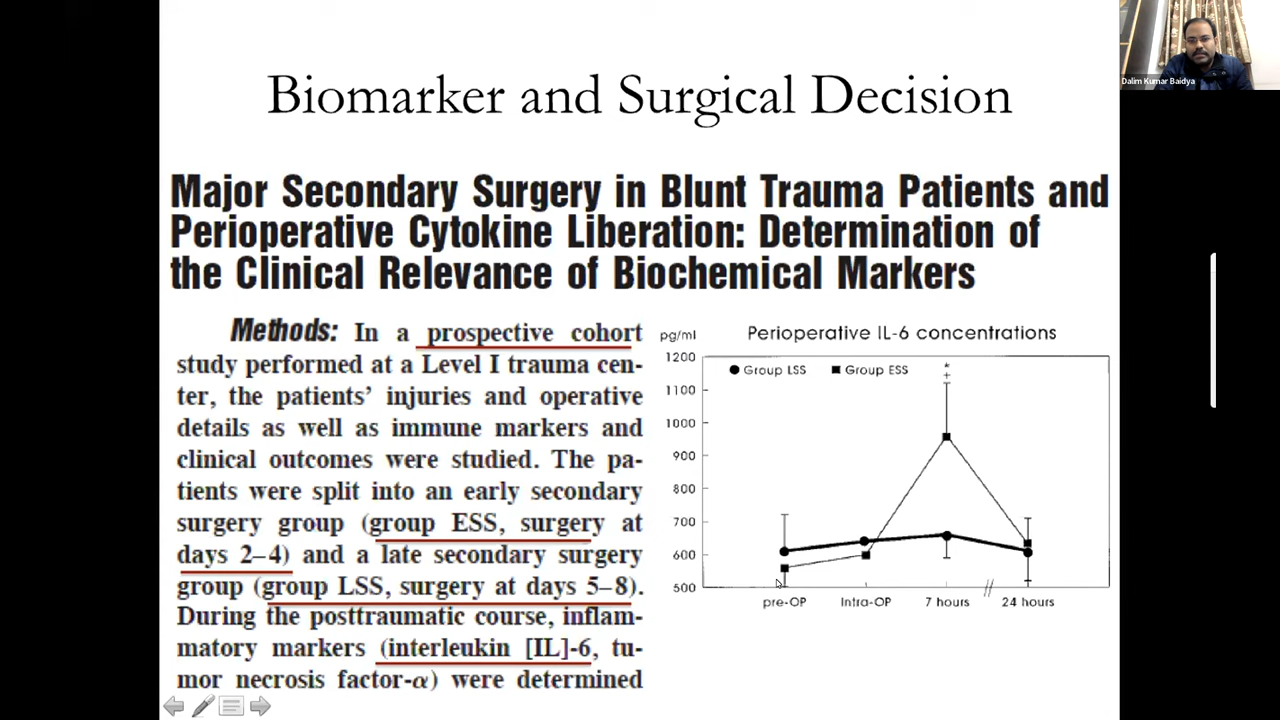 Dalim Kumar Baidya
Biomarker and Surgical Decision
Major Secondary Surgery in Blunt Trauma Patients and
Perioperative Cytokine Liberation: Determination of
the Clinical Relevance of Biochemical Markers
Methods: In a prospective cohort
study performed at a Level I trauma cen-
ter, the patients' injuries and operative
details as well as immune markers and
clinical outcomes were studied. The pa-
tients were split into an early secondary
surgery group (group ESS, surgery at
days 2–4) and a late secondary surgery
group (group LSS, surgery at days 5–8).
During the posttraumatic course, inflam-
matory markers (interleukin [IL]-6, tu-
mor necrosis factor-α) were determined
pg/ml
Perioperative IL-6 concentrations
Group LSS
Group ESS
*
+
1200
1100
1000
900
800
700
600
500
pre-OP
Intra-OP
7 hours
//
24 hours